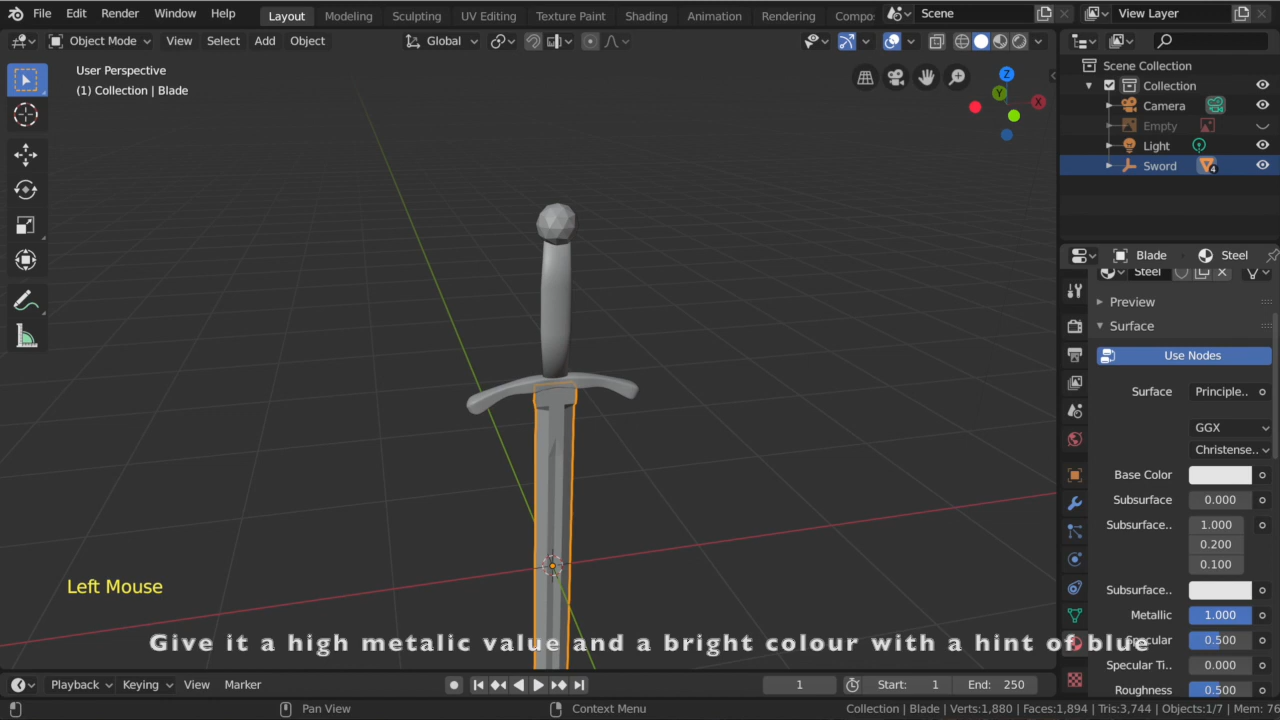 File Edit Render Window Help Layout Modeling Sculpting UV Editing Texture Paint Shading Animation Rendering Compo Scene View Layer
Object Mode View Select Add Object Global
User Perspective
(1) Collection | Blade
Z
Y
X
Scene Collection
Collection
Camera
Empty
Light
Sword 4
Blade Steel
Steel
Preview
Surface
Use Nodes
Surface Principle..
GGX
Christense..
Base Color
Subsurface 0.000
Subsurface.. 1.000
0.200
0.100
Subsurface..
Metallic 1.000
Specular 0.500
Specular Ti... 0.000
Roughness 0.500
Left Mouse
Give it a high metalic value and a bright colour with a hint of blue
Playback Keying View Marker 1 Start: 1 End: 250
Pan View Context Menu Collection | Blade | Verts:1,880 | Faces:1,894 | Tris:3,744 | Objects:1/7 | Mem: 76